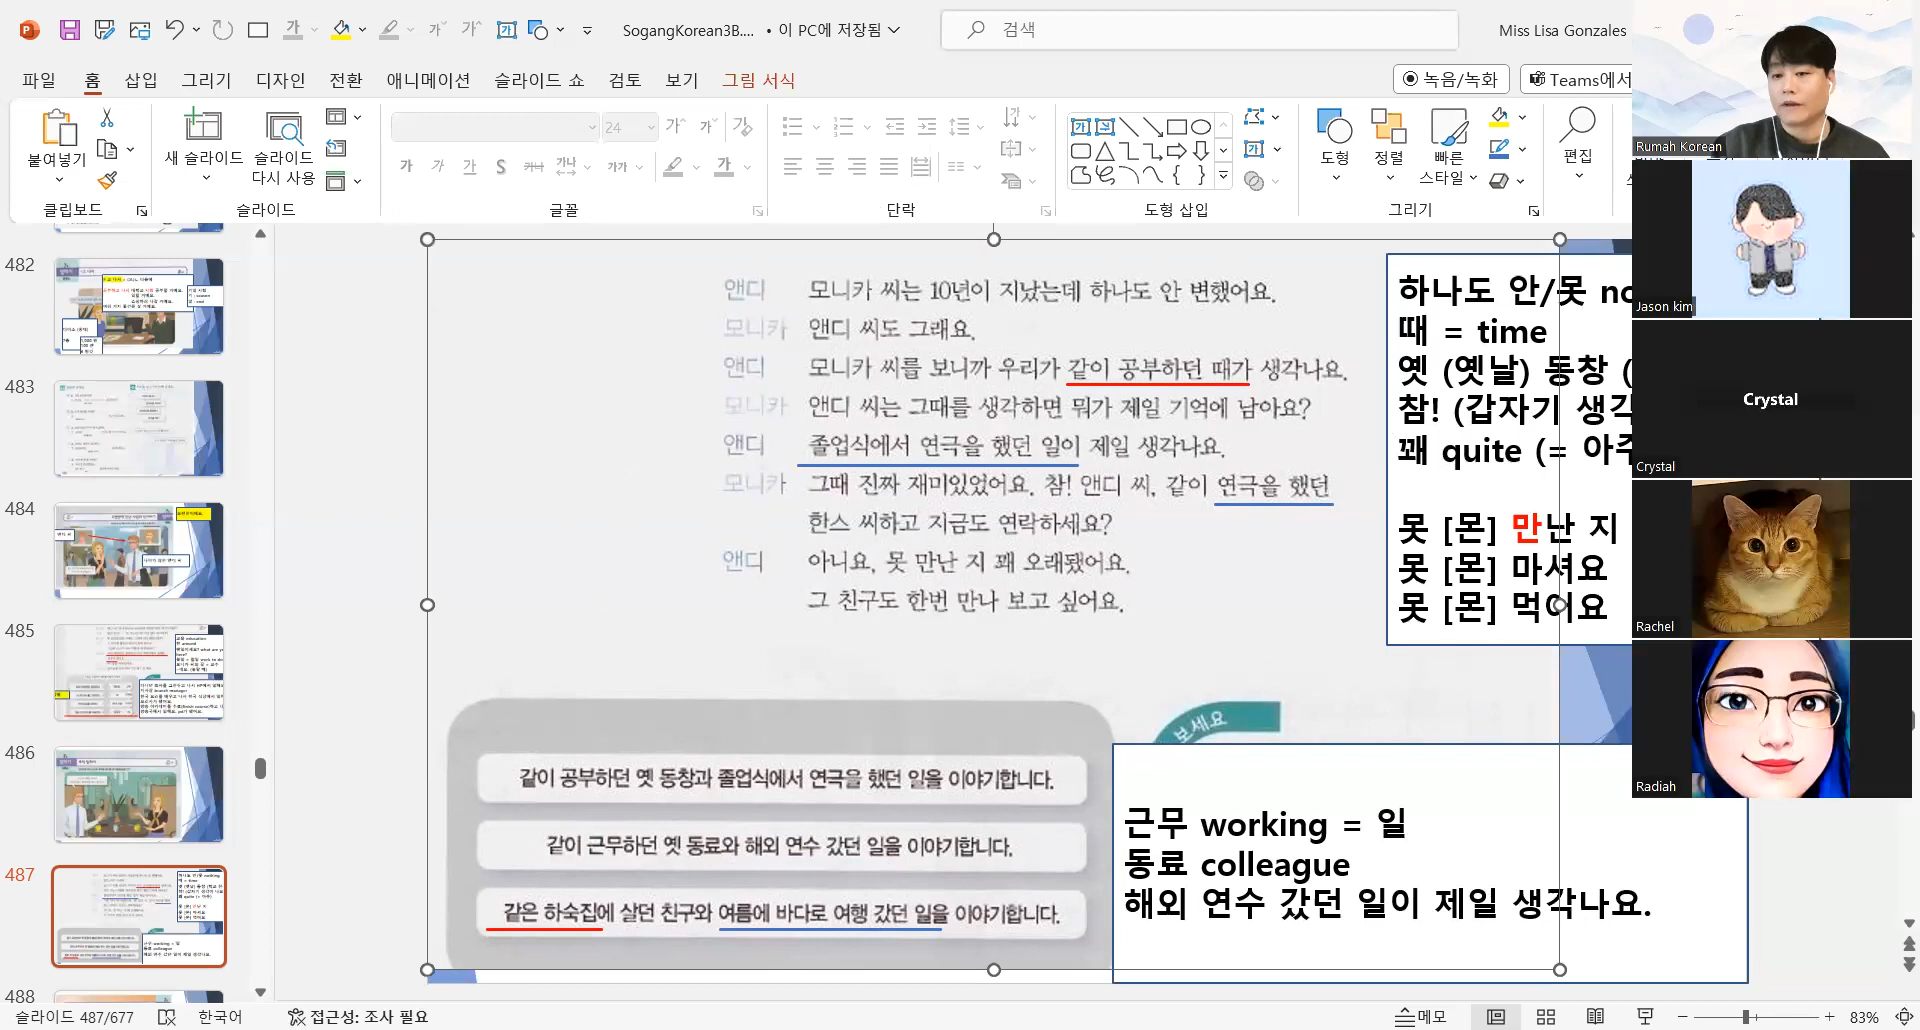 SogangKorean3B.... • 이 PC에 저장됨
검색
Miss Lisa Gonzales
파일 홈 삽입 그리기 디자인 전환 애니메이션 슬라이드 쇼 검토 보기 그림 서식
녹음/녹화
Teams에서
붙여넣기
새 슬라이드
슬라이드 다시 사용
24
도형
정렬
빠른 스타일
편집
클립보드
슬라이드
글꼴
단락
도형 삽입
그리기
482
483
484
485
486
487
488
앤디 모니카 씨는 10년이 지났는데 하나도 안 변했어요.
모니카 앤디 씨도 그래요.
앤디 모니카 씨를 보니까 우리가 같이 공부하던 때가 생각나요.
모니카 앤디 씨는 그때를 생각하면 뭐가 제일 기억에 남아요?
앤디 졸업식에서 연극을 했던 일이 제일 생각나요.
모니카 그때 진짜 재미있었어요. 참! 앤디 씨, 같이 연극을 했던
한스 씨하고 지금도 연락하세요?
앤디 아니요, 못 만난 지 꽤 오래됐어요.
그 친구도 한번 만나 보고 싶어요.
하나도 안/못 no
때 = time
옛 (옛날) 동창 (
참! (갑자기 생각
꽤 quite (= 아주
못 [몬] 만난 지
못 [몬] 마셔요
못 [몬] 먹어요
보세요
같이 공부하던 옛 동창과 졸업식에서 연극을 했던 일을 이야기합니다.
같이 근무하던 옛 동료와 해외 연수 갔던 일을 이야기합니다.
같은 하숙집에 살던 친구와 여름에 바다로 여행 갔던 일을 이야기합니다.
근무 working = 일
동료 colleague
해외 연수 갔던 일이 제일 생각나요.
Rumah Korean
Jason kim
Crystal
Crystal
Rachel
Radiah
슬라이드 487/677
한국어
접근성: 조사 필요
메모
83%